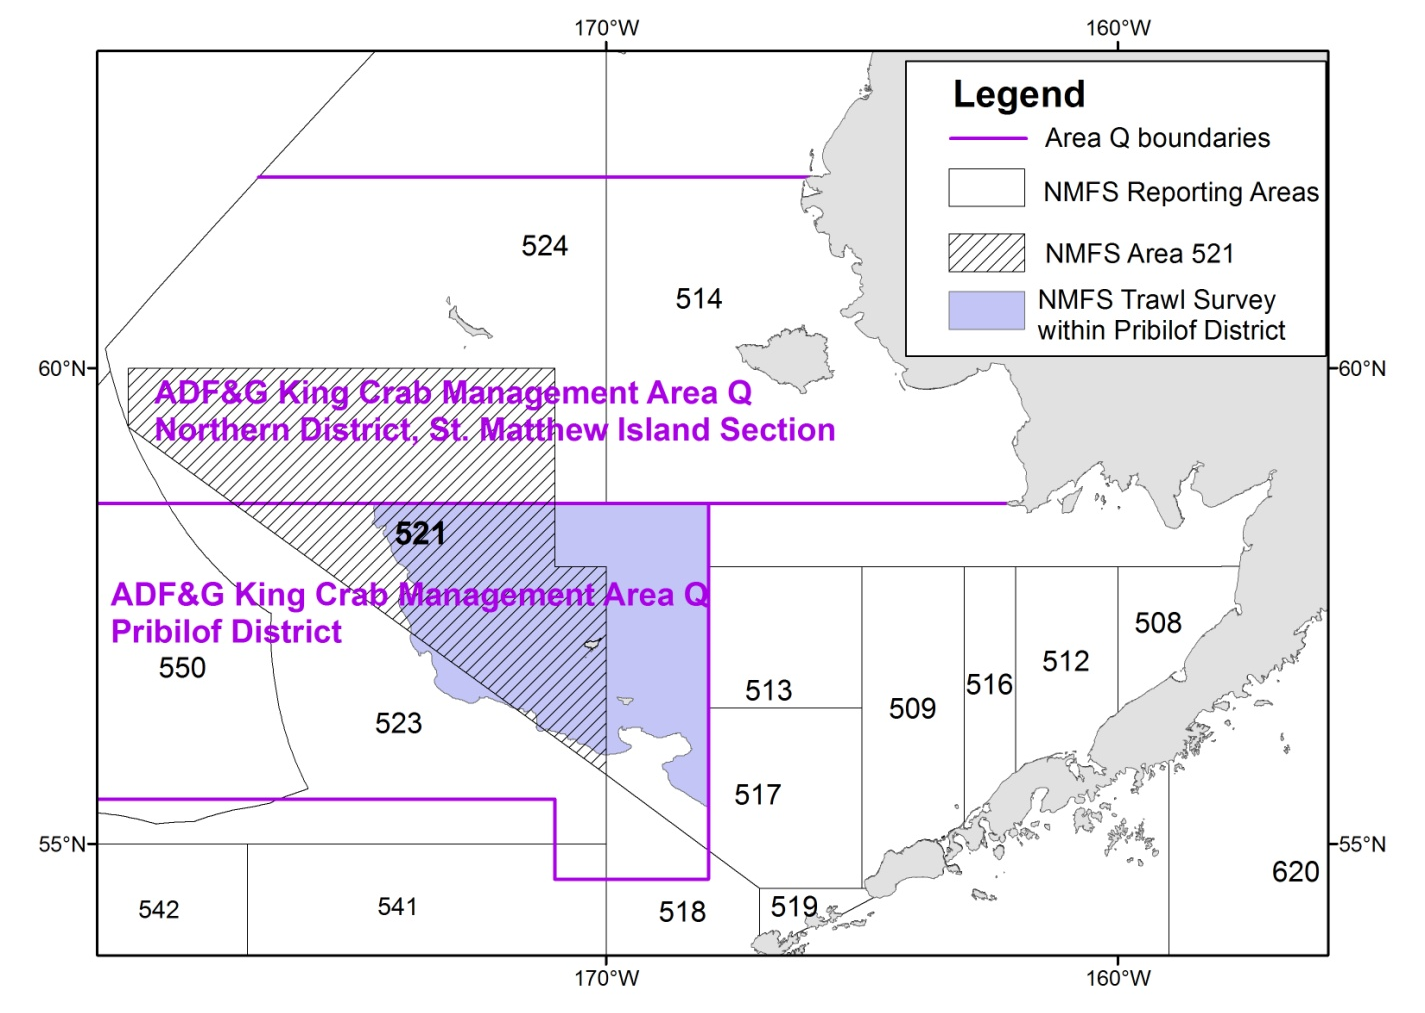 170°W 160°W
Legend
Area Q boundaries
NMFS Reporting Areas
NMFS Area 521
NMFS Trawl Survey
within Pribilof District
524
514
60°N 60°N
ADF&G King Crab Management Area Q
Northern District, St. Matthew Island Section
521
ADF&G King Crab Management Area Q
Pribilof District
508
550
512
516
513
509
523
517
55°N 55°N
620
542
541
518
519
170°W 160°W